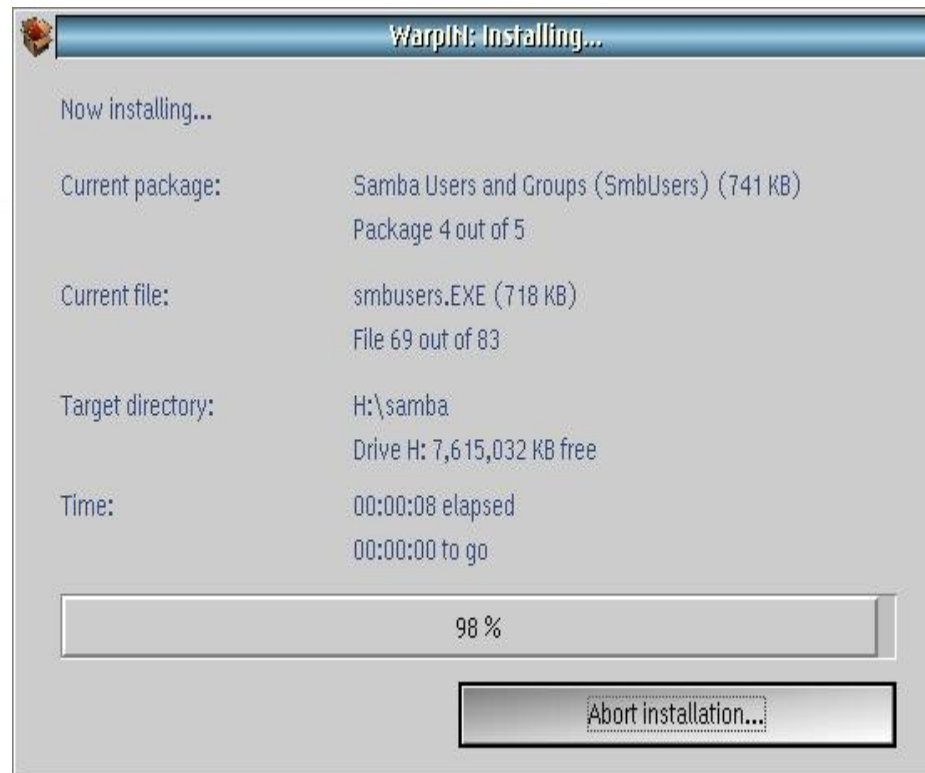 WarpIN: Installing...
Now installing...
Current package: Samba Users and Groups (SmbUsers) (741 KB)
Package 4 out of 5
Current file: smbusers.EXE (718 KB)
File 69 out of 83
Target directory: H:\samba
Drive H: 7,615,032 KB free
Time: 00:00:08 elapsed
00:00:00 to go
98 %
Abort installation...